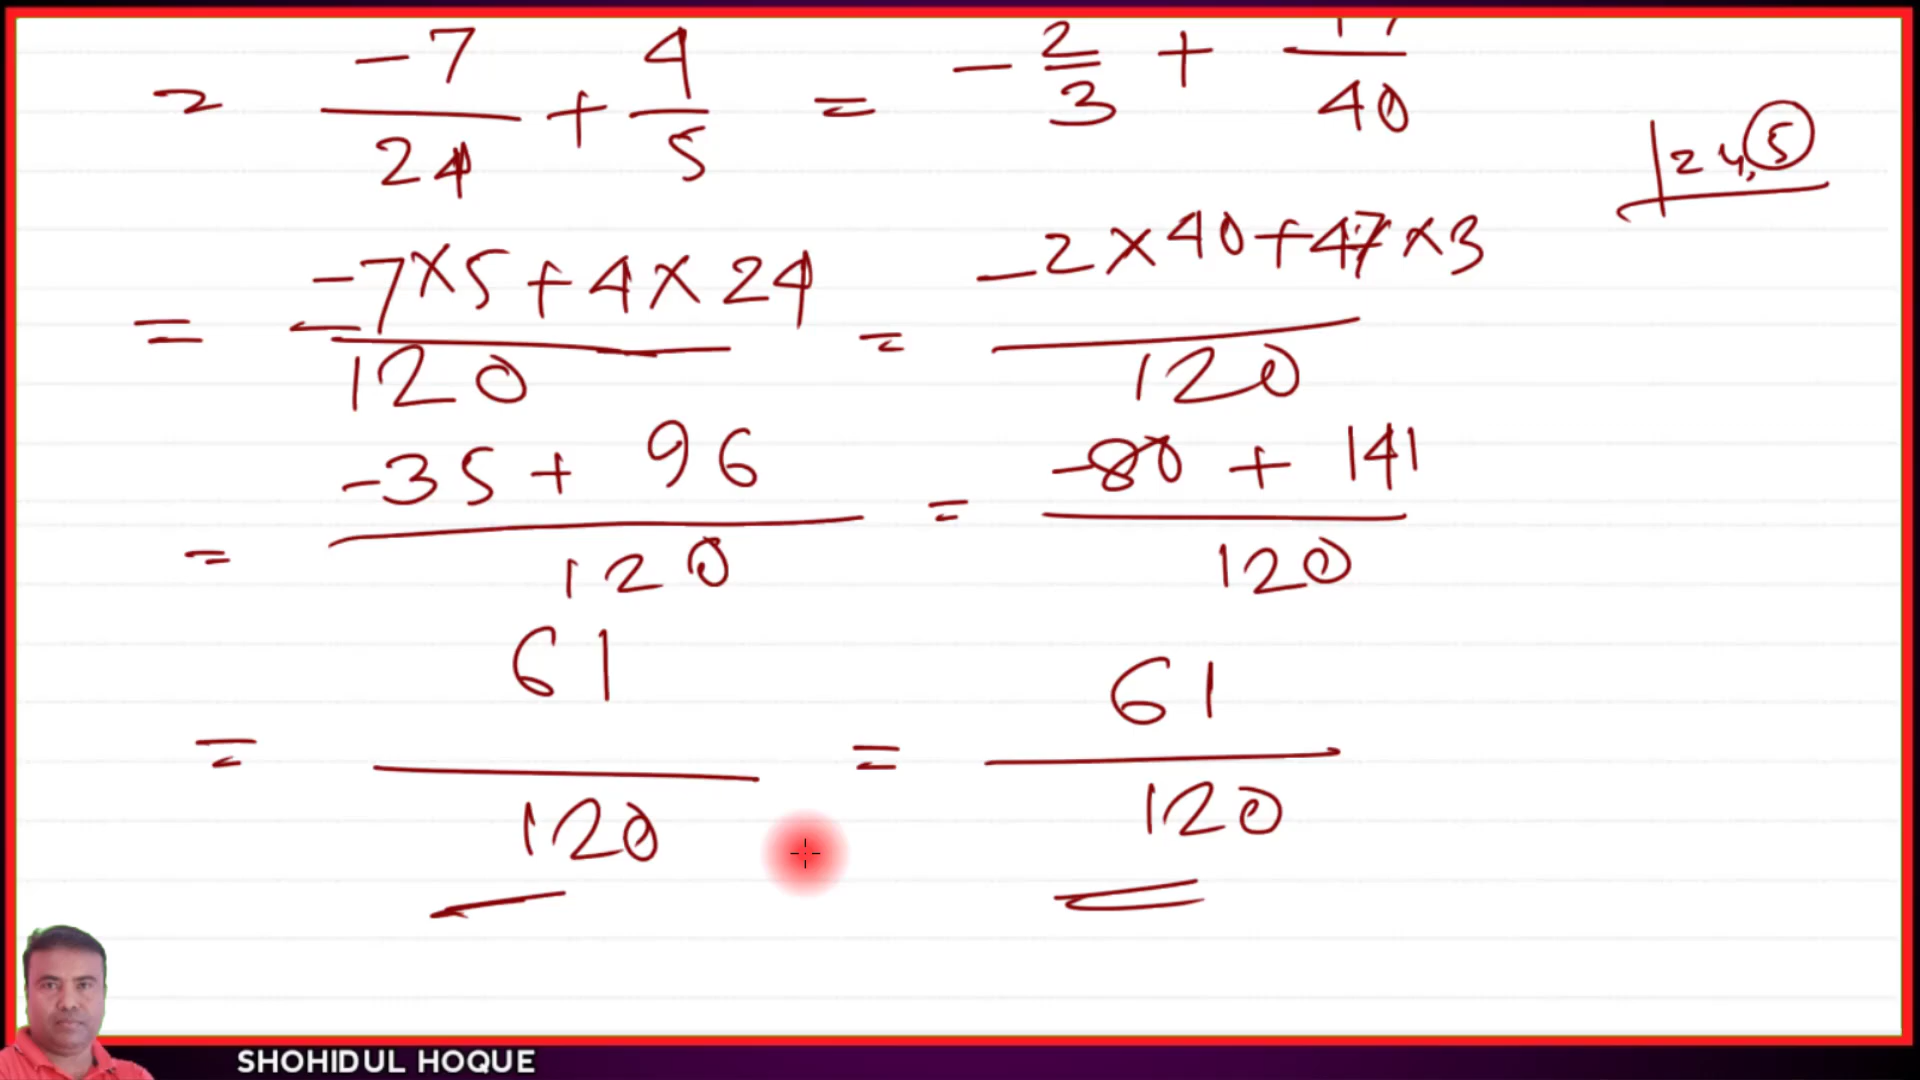 = -7/24 + 4/5 = -2/3 + /40
24, 5
= -7×5+4×24/120 = -2×40+47×3/120
= -35+96/120 = -80+141/120
= 61/120 = 61/120
SHOHIDUL HOQUE